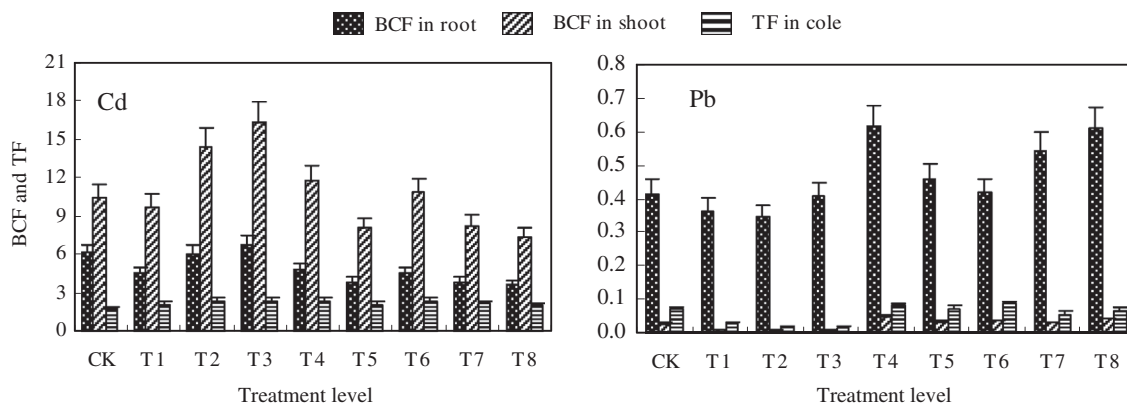 BCF in root BCF in shoot TF in cole
21
18
15
12
9
6
3
0
BCF and TF
Cd
CK T1 T2 T3 T4 T5 T6 T7 T8
Treatment level
0.8
0.7
0.6
0.5
0.4
0.3
0.2
0.1
0.0
Pb
CK T1 T2 T3 T4 T5 T6 T7 T8
Treatment level